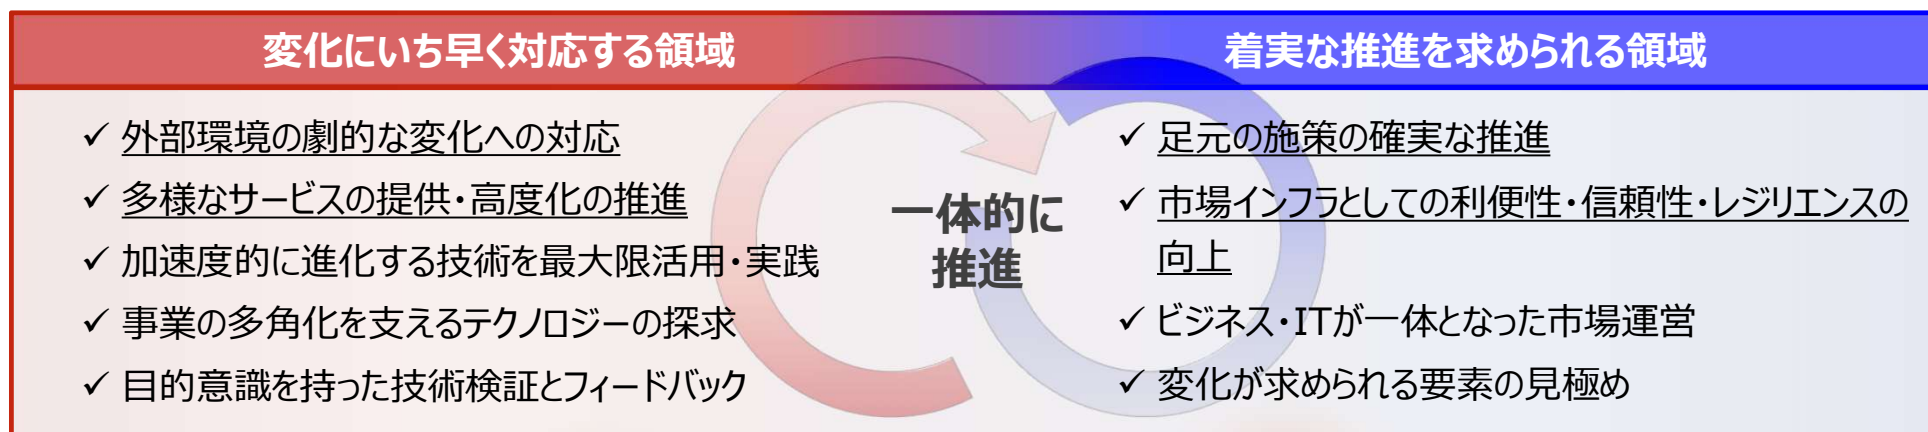 変化にいち早く対応する領域
✓ 外部環境の劇的な変化への対応
✓ 多様なサービスの提供・高度化の推進
✓ 加速度的に進化する技術を最大限活用・実践
✓ 事業の多角化を支えるテクノロジーの探求
✓ 目的意識を持った技術検証とフィードバック
一体的に
推進
着実な推進を求められる領域
✓ 足元の施策の確実な推進
✓ 市場インフラとしての利便性・信頼性・レジリエンスの
向上
✓ ビジネス・ITが一体となった市場運営
✓ 変化が求められる要素の見極め